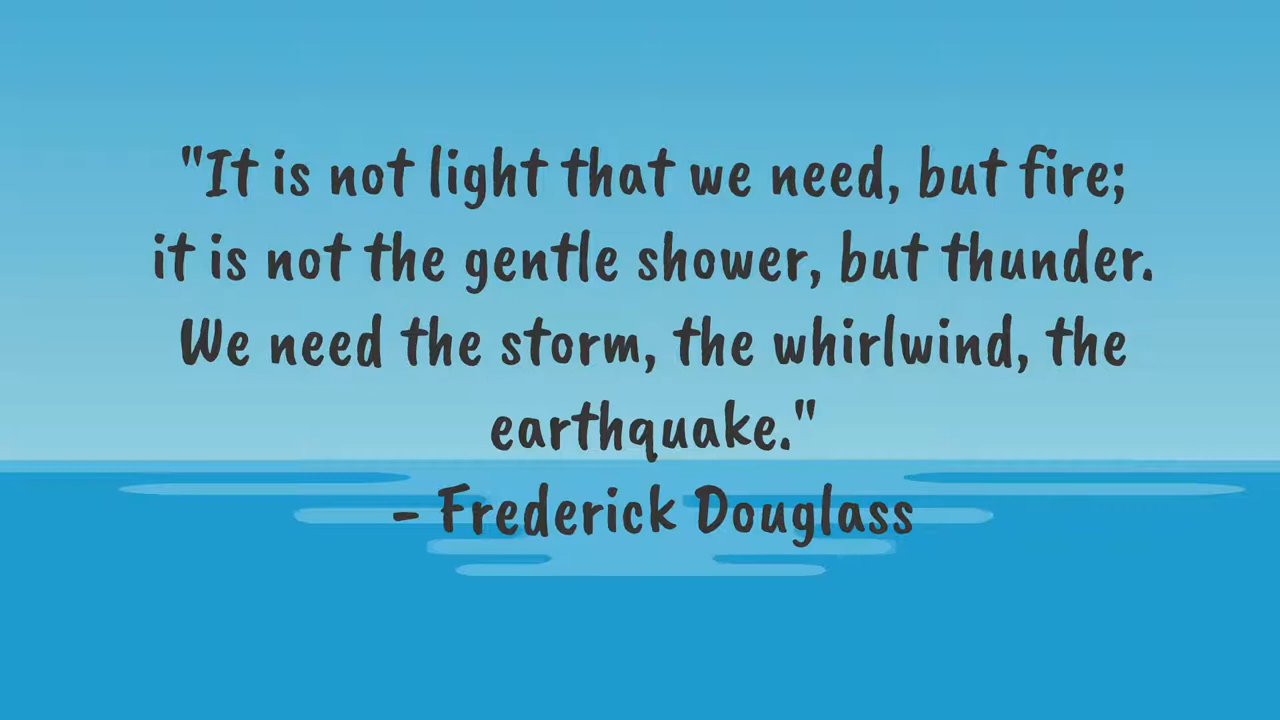 "It is not light that we need, but fire;
it is not the gentle shower, but thunder.
We need the storm, the whirlwind, the
earthquake."
- Frederick Douglass